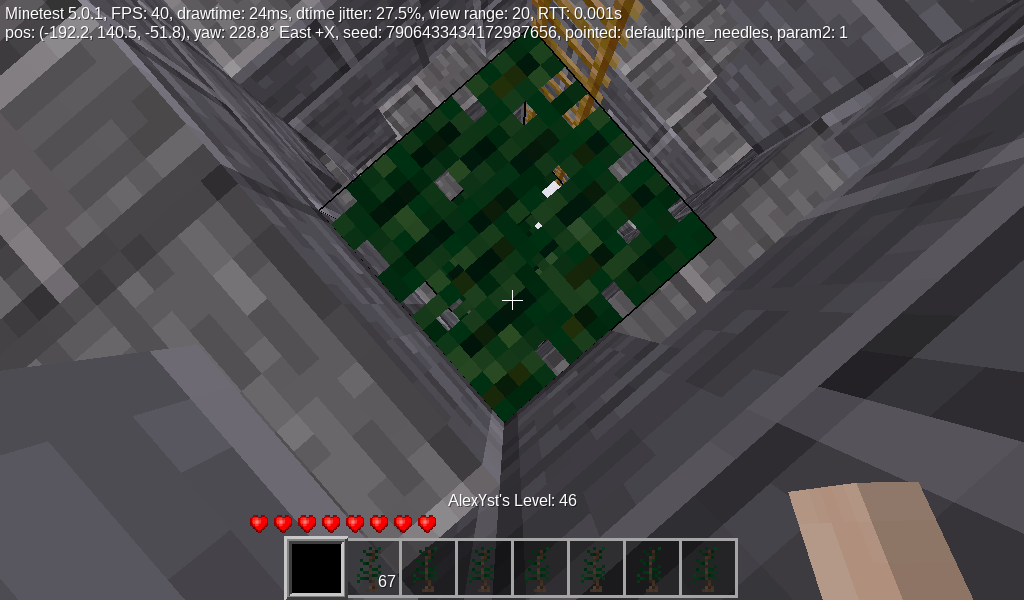 Minetest 5.0.1, FPS: 40, drawtime: 24ms, dtime jitter: 27.5%, view range: 20, RTT: 0.001s
pos: (-192.2, 140.5, -51.8), yaw: 228.8° East +X, seed: 7906433434172987656, pointed: default:pine_needles, param2: 1
AlexYst's Level: 46
67